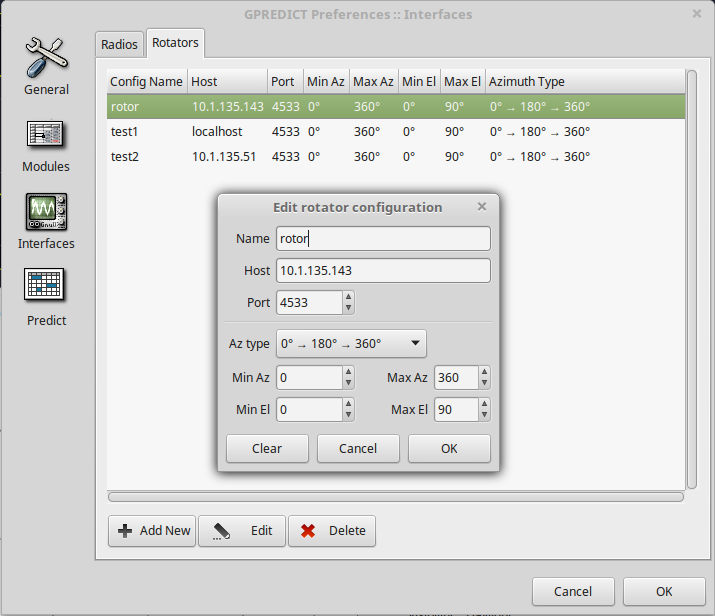 GPREDICT Preferences :: Interfaces
General
Modules
Interfaces
Predict
Radios Rotators
Config Name Host Port Min Az Max Az Min El Max El Azimuth Type
rotor 10.1.135.143 4533 0° 360° 0° 90° 0° → 180° → 360°
test1 localhost 4533 0° 360° 0° 90° 0° → 180° → 360°
test2 10.1.135.51 4533 0° 360° 0° 90° 0° → 180° → 360°
Edit rotator configuration
Name rotor
Host 10.1.135.143
Port 4533
Az type 0° → 180° → 360°
Min Az 0 Max Az 360
Min El 0 Max El 90
Clear Cancel OK
Add New Edit Delete
Cancel OK